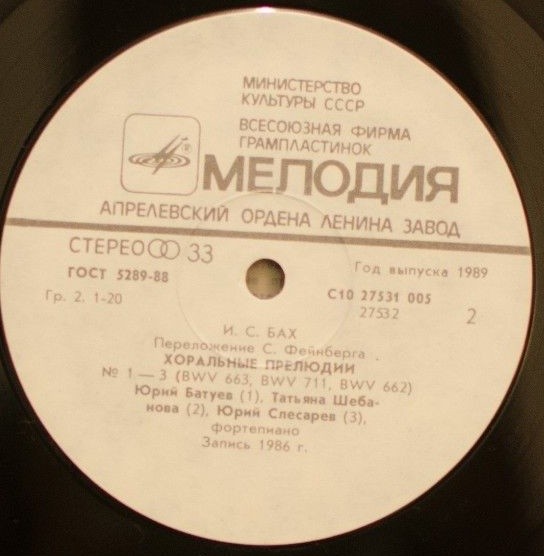 МИНИСТЕРСТВО
КУЛЬТУРЫ СССР
ВСЕСОЮЗНАЯ ФИРМА
ГРАМПЛАСТИНОК
МЕЛОДИЯ
АПРЕЛЕВСКИЙ ОРДЕНА ЛЕНИНА ЗАВОД
СТЕРЕО 33
ГОСТ 5289-88
Год выпуска 1989
Гр. 2. 1-20
С10 27531 005
27532
2
И. С. БАХ
Переложение С. Фейнберга
ХОРАЛЬНЫЕ ПРЕЛЮДИИ
№ 1 — 3 (BWV 663, BWV 711, BWV 662)
Юрий Батуев (1), Татьяна Шеба-
нова (2), Юрий Слесарев (3),
фортепиано
Запись 1986 г.